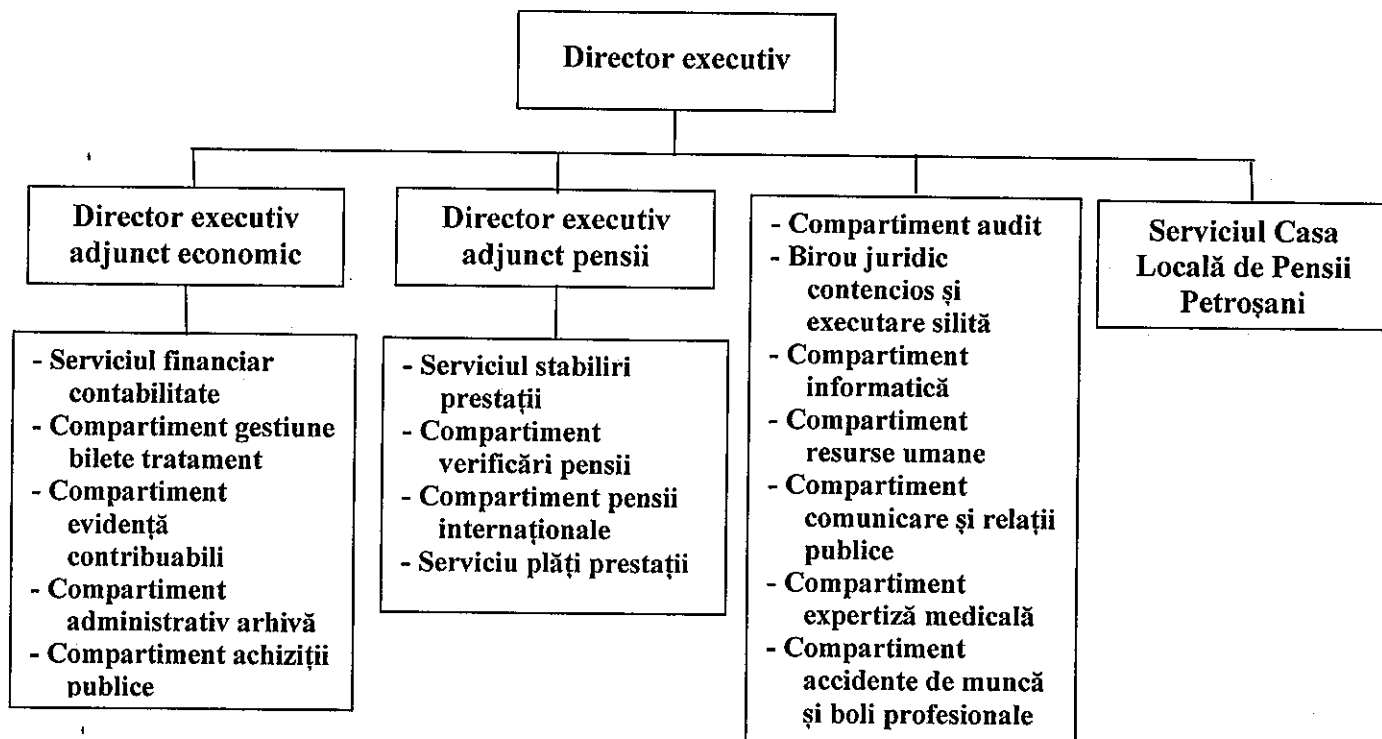 Director executiv
Director executiv
adjunct economic
- Serviciul financiar
contabilitate
- Compartiment gestiune
bilete tratament
- Compartiment
evidență
contribuabili
- Compartiment
administrativ arhivă
- Compartiment achiziții
publice
Director executiv
adjunct pensii
- Serviciul stabiliri
prestații
- Compartiment
verificări pensii
- Compartiment pensii
internaționale
- Serviciu plăți prestații
- Compartiment audit
- Birou juridic
contencios și
executare silită
- Compartiment
informatică
- Compartiment
resurse umane
- Compartiment
comunicare și relații
publice
- Compartiment
expertiză medicală
- Compartiment
accidente de muncă
și boli profesionale
Serviciul Casa
Locală de Pensii
Petroșani